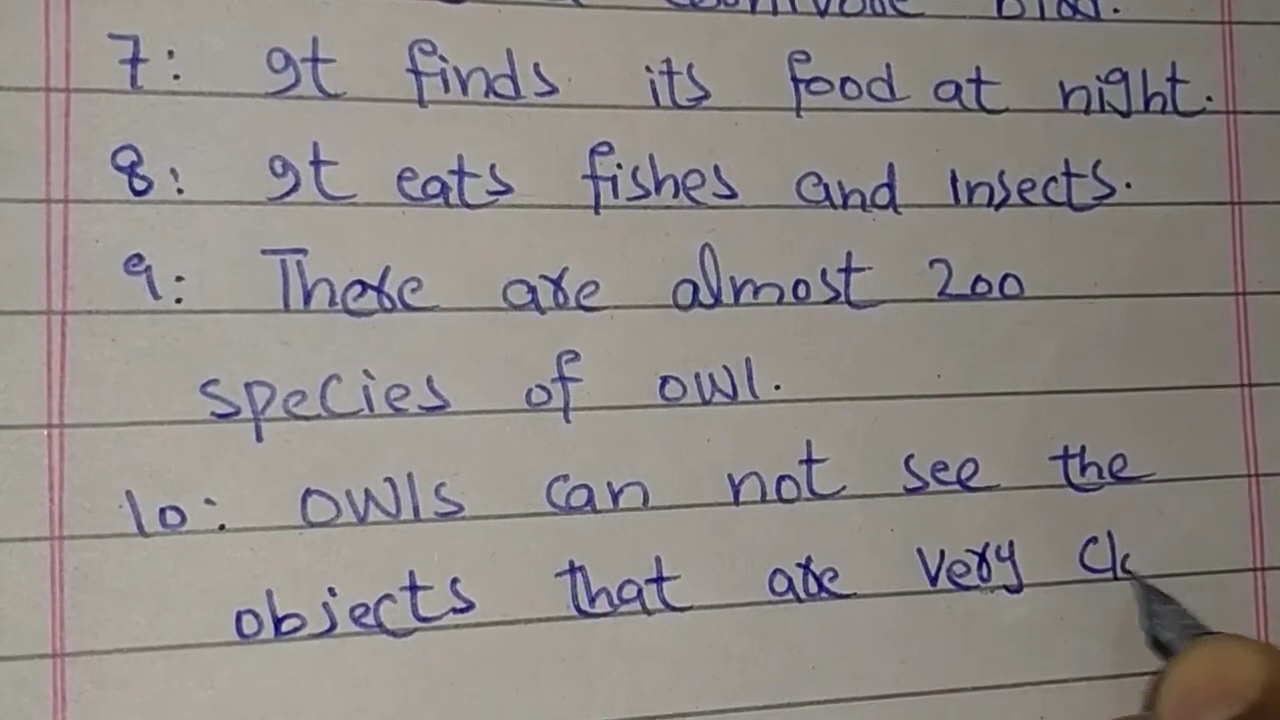 7: It finds its food at night.
8: It eats fishes and insects.
9: There are almost 200
species of owl.
10: Owls can not see the
objects that are very